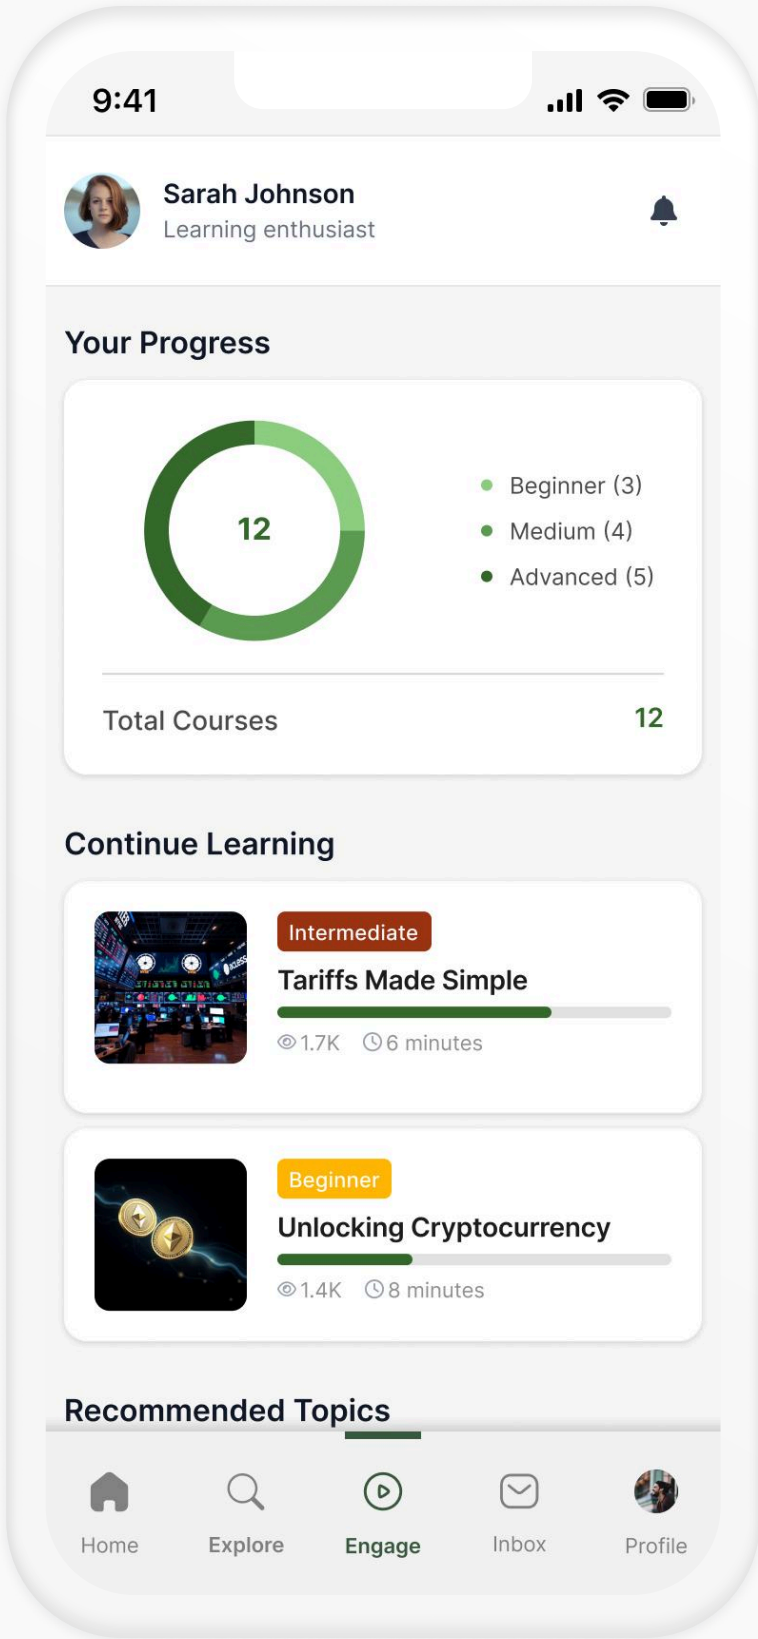 9:41
Sarah Johnson
Learning enthusiast
Your Progress
12
Beginner (3)
Medium (4)
Advanced (5)
Total Courses
12
Continue Learning
Intermediate
Tariffs Made Simple
1.7K 6 minutes
Beginner
Unlocking Cryptocurrency
1.4K 8 minutes
Recommended Topics
Home
Explore
Engage
Inbox
Profile